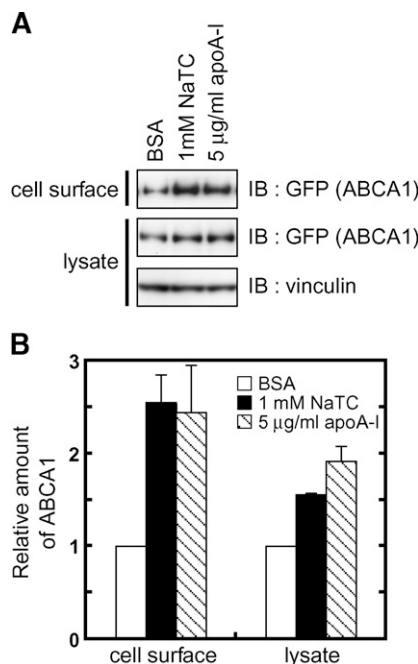 A
BSA
1mM NaTC
5 μg/ml apoA-I
cell surface
IB : GFP (ABCA1)
lysate
IB : GFP (ABCA1)
IB : vinculin
B
Relative amount
of ABCA1
3
2
1
0
BSA
1 mM NaTC
5 μg/ml apoA-I
cell surface
lysate